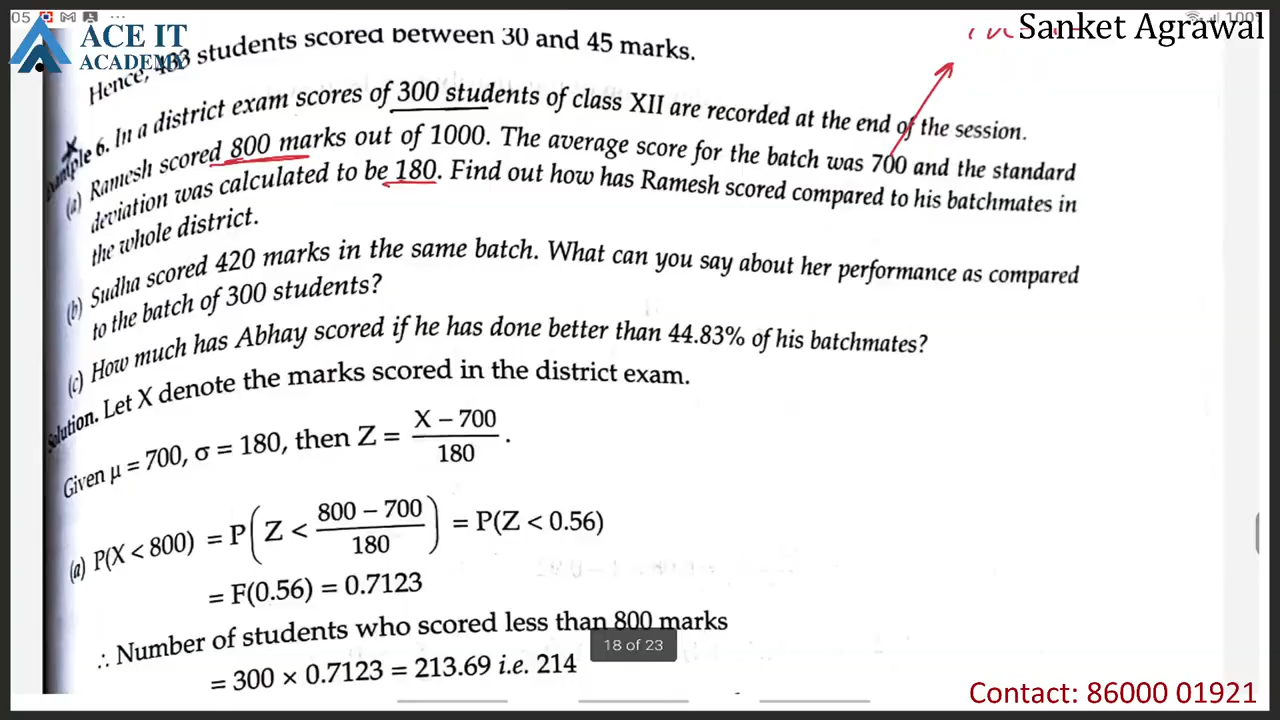 05 ... 100%
ACE IT
ACADEMY
Sanket Agrawal
Hence, 403 students scored between 30 and 45 marks.
Example 6. In a district exam scores of 300 students of class XII are recorded at the end of the session.
(a) Ramesh scored 800 marks out of 1000. The average score for the batch was 700 and the standard
deviation was calculated to be 180. Find out how has Ramesh scored compared to his batchmates in
the whole district.
(b) Sudha scored 420 marks in the same batch. What can you say about her performance as compared
to the batch of 300 students?
(c) How much has Abhay scored if he has done better than 44.83% of his batchmates?
Solution. Let X denote the marks scored in the district exam.
Given μ = 700, σ = 180, then Z = (X – 700)/180 .
(a) P(X < 800) = P(Z < (800 – 700)/180) = P(Z < 0.56)
= F(0.56) = 0.7123
∴ Number of students who scored less than 800 marks
18 of 23
= 300 × 0.7123 = 213.69 i.e. 214
Contact: 86000 01921